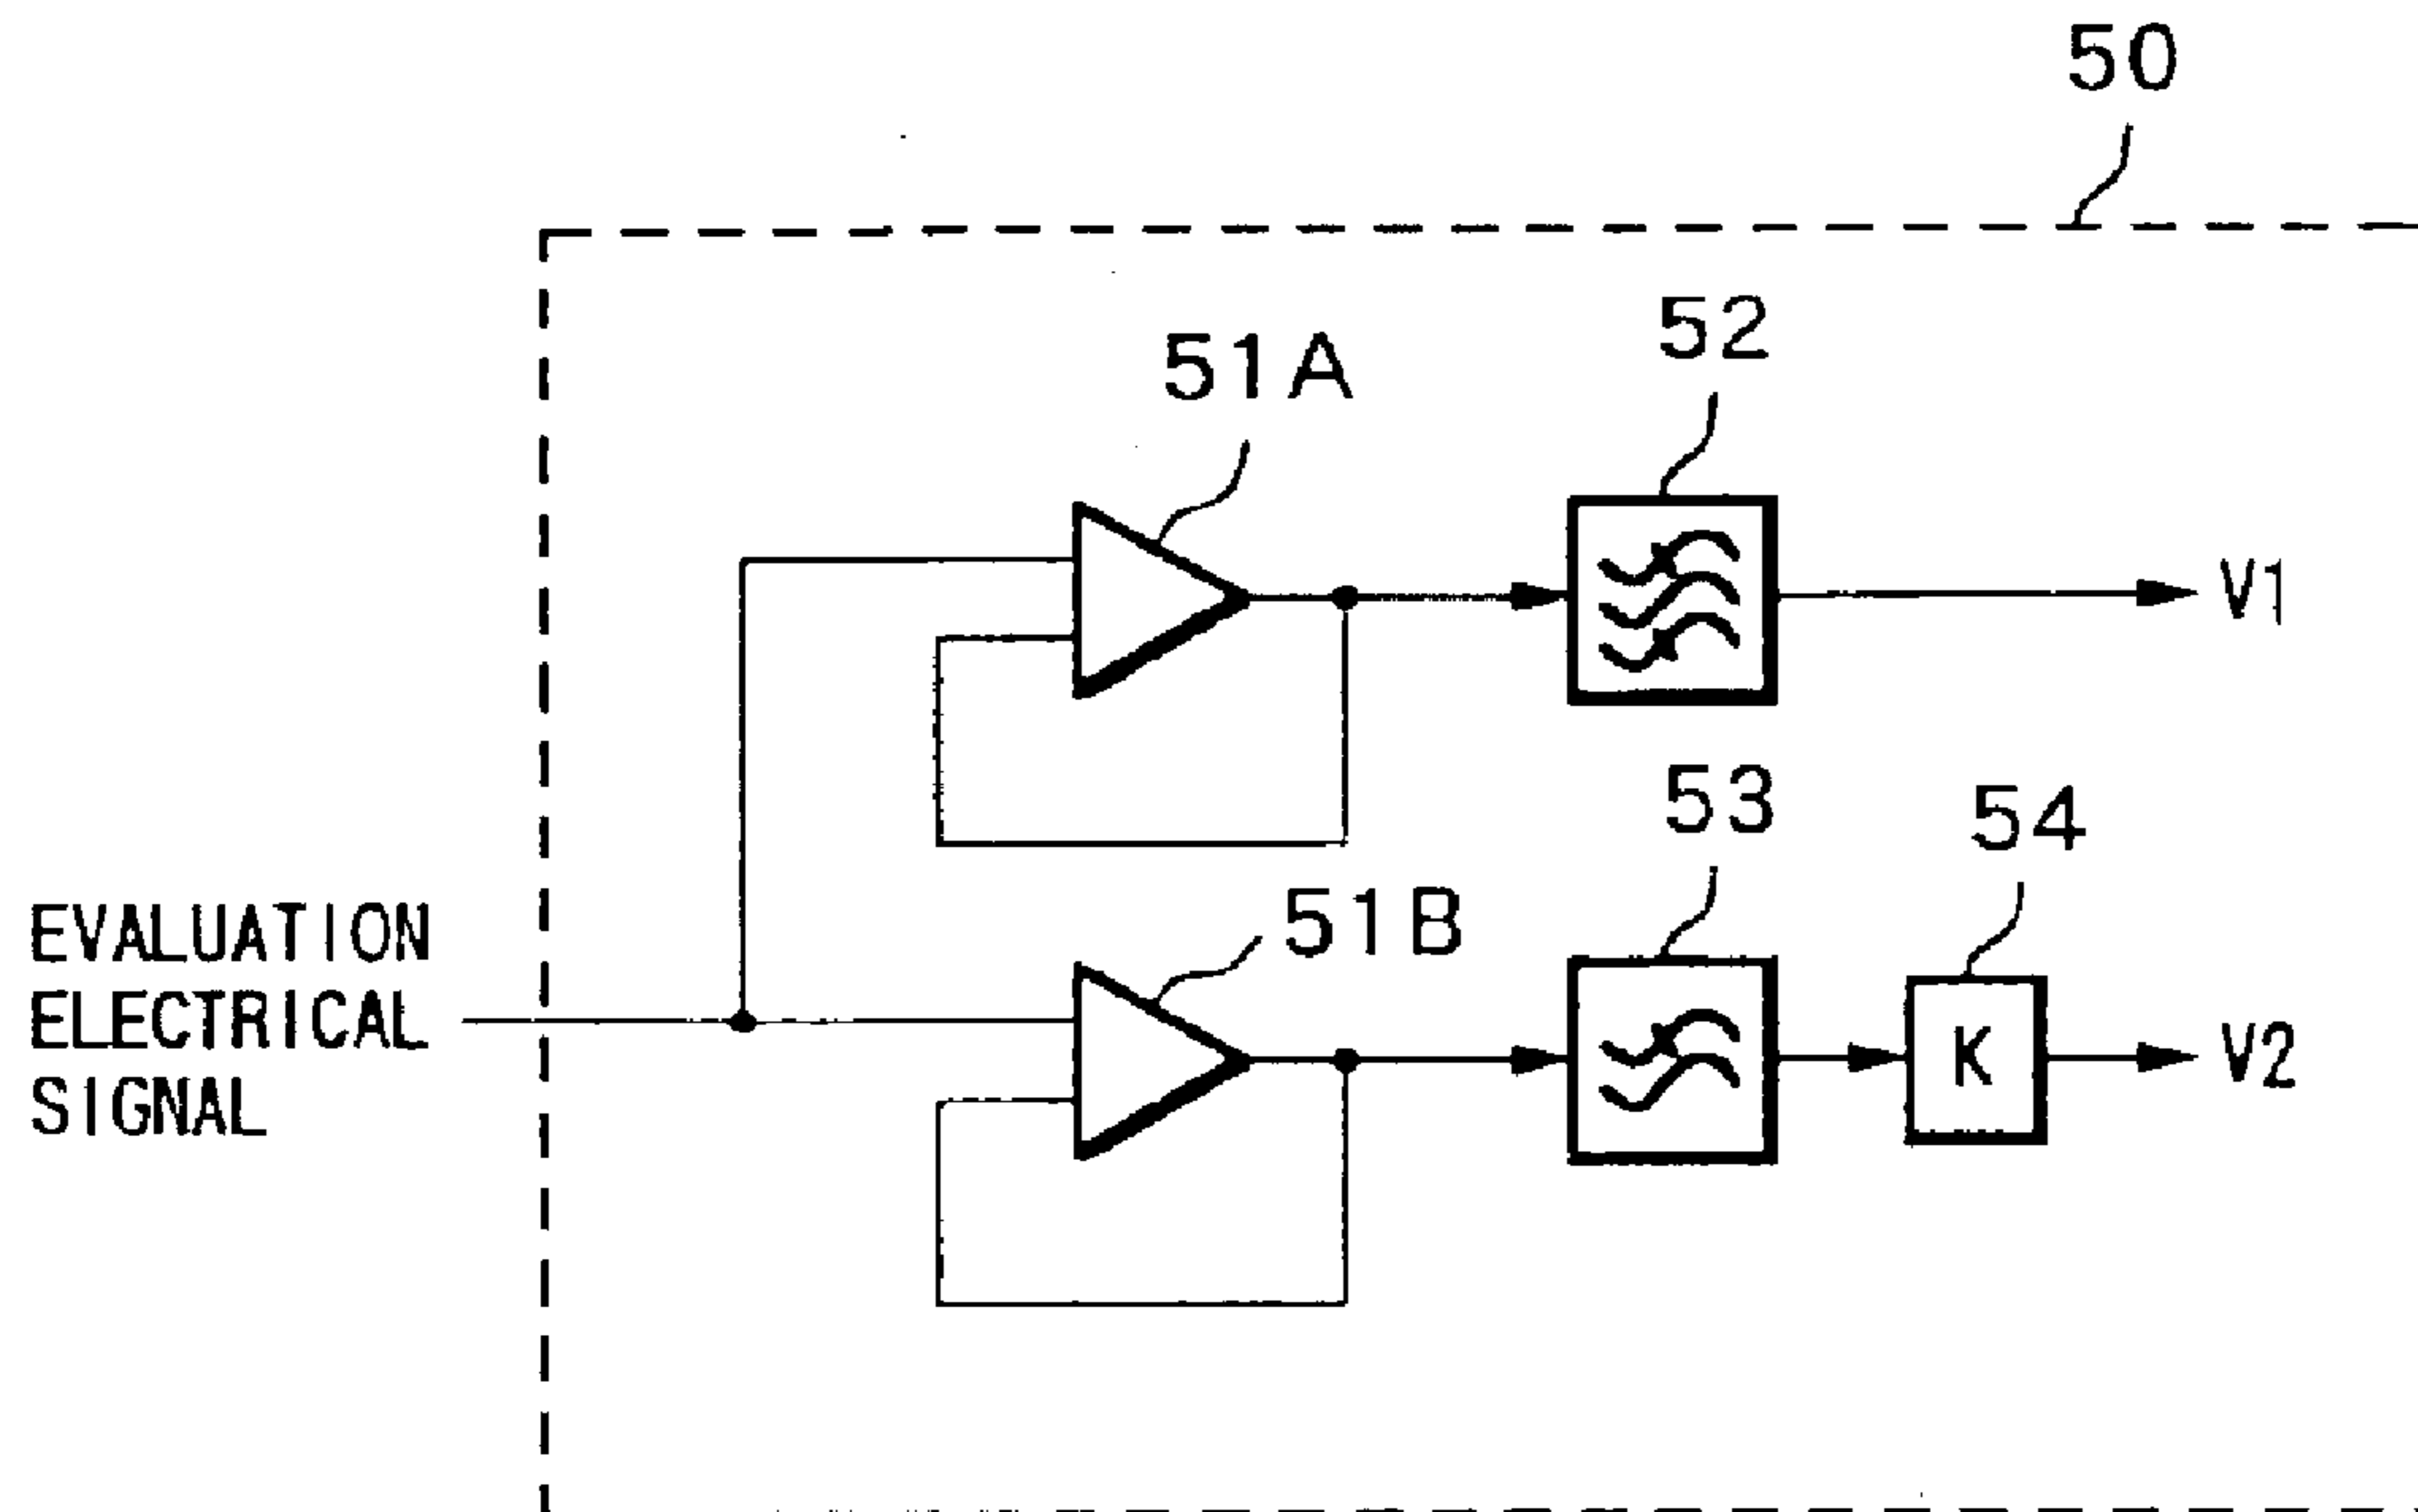 50
52
51A
V1
53
54
51B
EVALUATION
ELECTRICAL
SIGNAL
K
V2